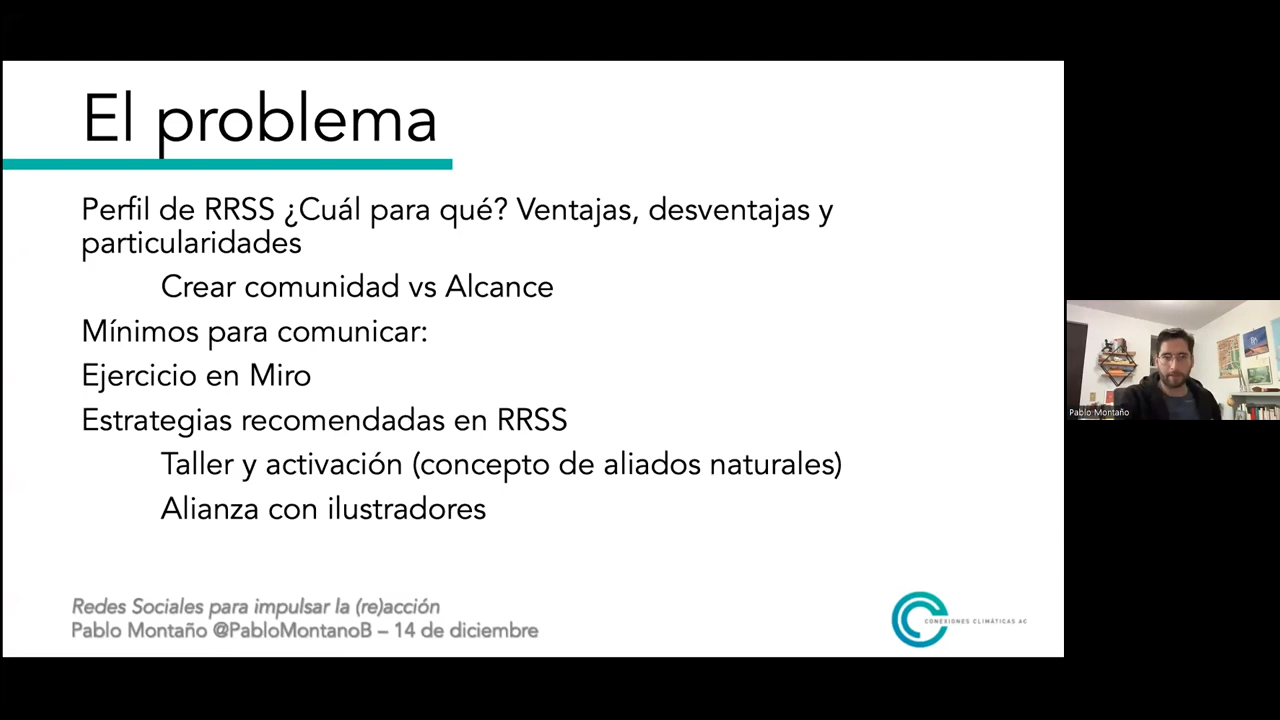 El problema
Perfil de RRSS ¿Cuál para qué? Ventajas, desventajas y
particularidades
Crear comunidad vs Alcance
Mínimos para comunicar:
Ejercicio en Miro
Estrategias recomendadas en RRSS
Taller y activación (concepto de aliados naturales)
Alianza con ilustradores
Redes Sociales para impulsar la (re)acción
Pablo Montaño @PabloMontanoB – 14 de diciembre
CONEXIONES CLIMÁTICAS AC
Pablo Montaño